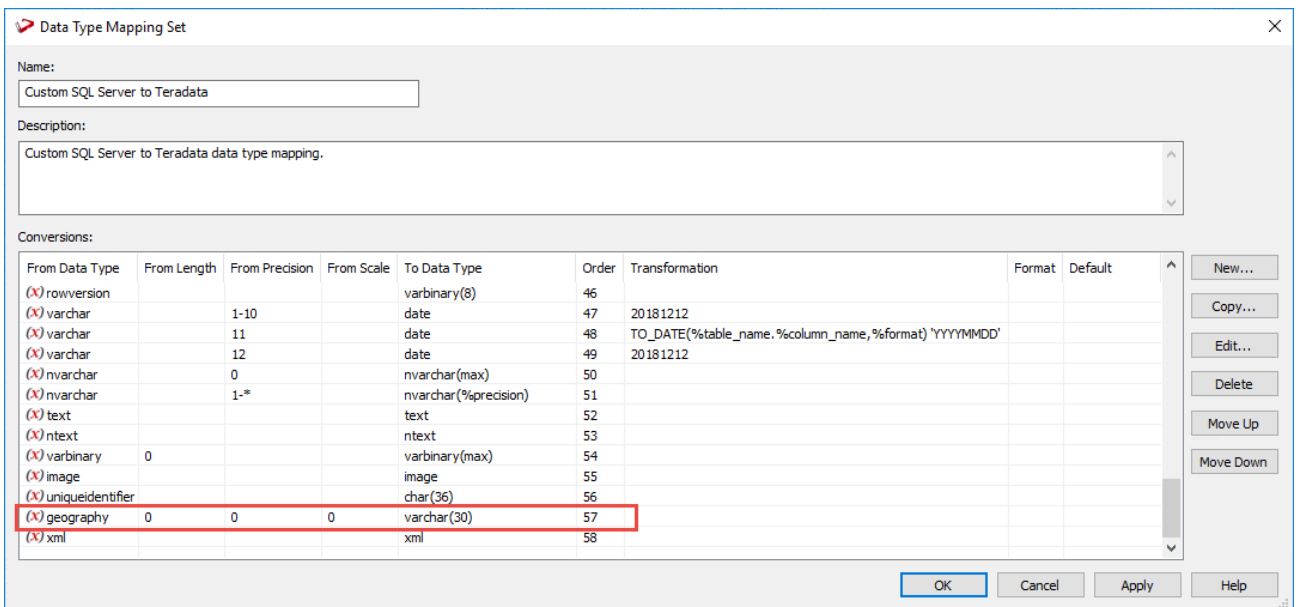 Data Type Mapping Set
Name:
Custom SQL Server to Teradata
Description:
Custom SQL Server to Teradata data type mapping.
Conversions:
From Data Type From Length From Precision From Scale To Data Type Order Transformation Format Default
(x) rowversion varbinary(8) 46
(x) varchar 1-10 date 47 20181212
(x) varchar 11 date 48 TO_DATE(%table_name.%column_name,%format) 'YYYYMMDD'
(x) varchar 12 date 49 20181212
(x) nvarchar 0 nvarchar(max) 50
(x) nvarchar 1-* nvarchar(%precision) 51
(x) text text 52
(x) ntext ntext 53
(x) varbinary 0 varbinary(max) 54
(x) image image 55
(x) uniqueidentifier char(36) 56
(x) geography 0 0 0 varchar(30) 57
(x) xml xml 58
New...
Copy...
Edit...
Delete
Move Up
Move Down
OK Cancel Apply Help